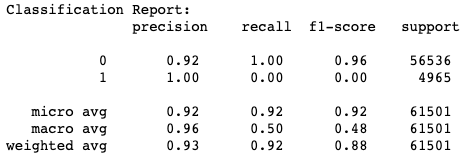 Classification Report:
precision recall f1-score support
0 0.92 1.00 0.96 56536
1 1.00 0.00 0.00 4965
micro avg 0.92 0.92 0.92 61501
macro avg 0.96 0.50 0.48 61501
weighted avg 0.93 0.92 0.88 61501